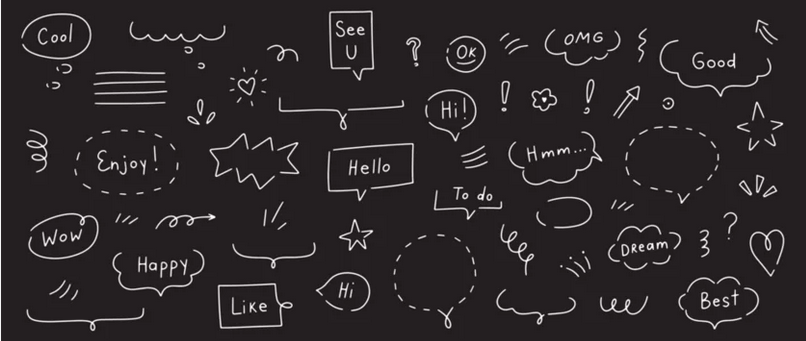 Cool
See
U
?
OK
OMG
Good
Hi!
!
!
Enjoy!
Hello
Hmm...
To do
Wow
Happy
?
Dream
Like
Hi
Best